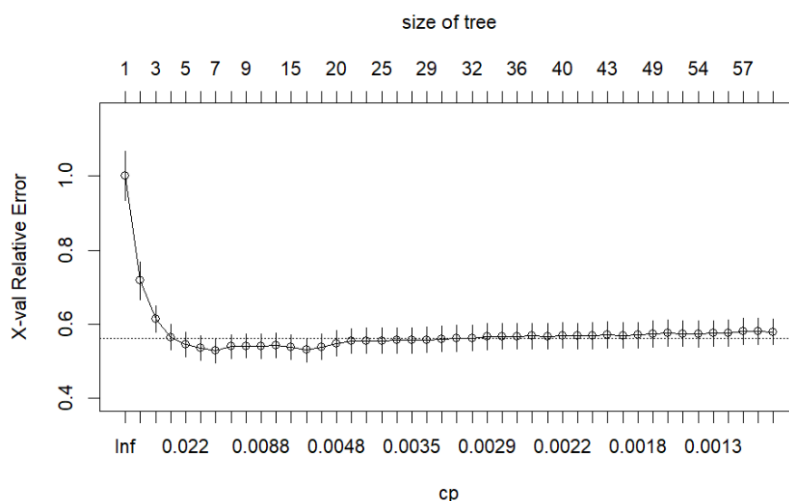 size of tree
1 3 5 7 9 15 20 25 29 32 36 40 43 49 54 57
X-val Relative Error
1.0
0.8
0.6
0.4
Inf 0.022 0.0088 0.0048 0.0035 0.0029 0.0022 0.0018 0.0013
cp